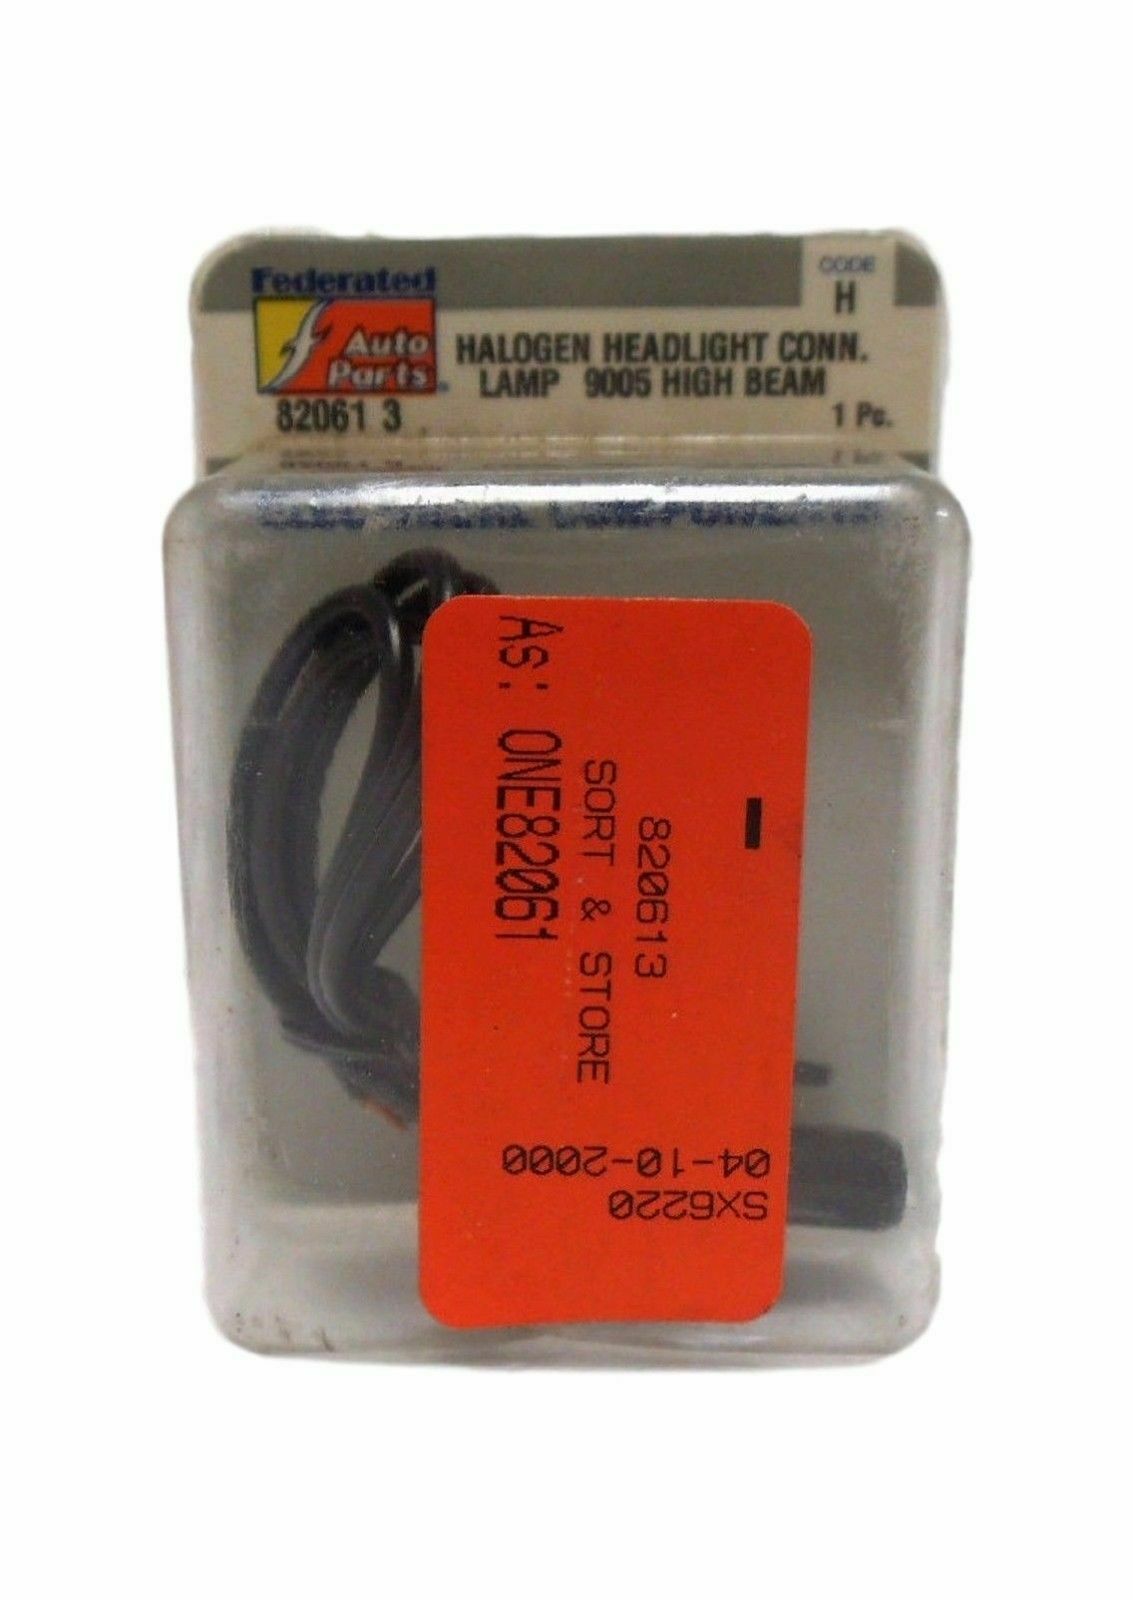 Federated
Auto
Parts
CODE
H
HALOGEN HEADLIGHT CONN.
LAMP 9005 HIGH BEAM
82061 3
1 Pc.
As: ONE82061
SORT & STORE
820613
04-10-2000
SX6220